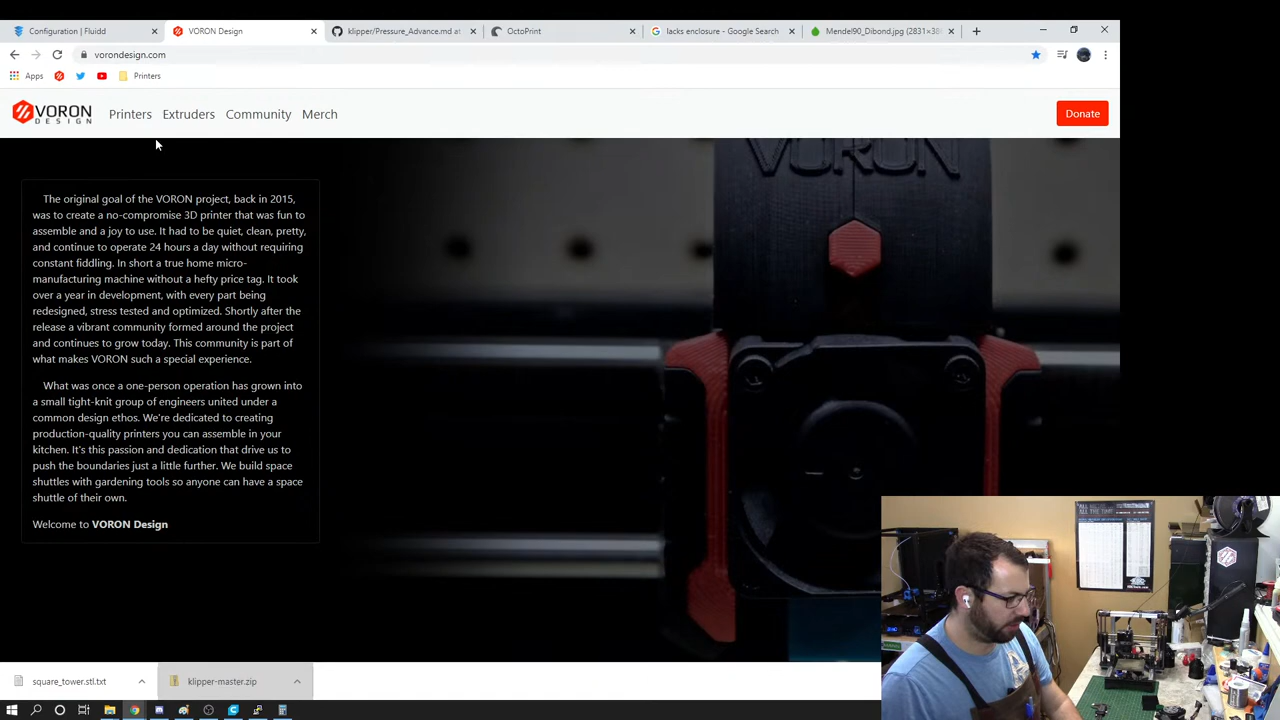 Configuration | Fluidd
VORON Design
klipper/Pressure_Advance.md at
OctoPrint
lacks enclosure - Google Search
Mendel90_Dibond.jpg (2831×38
vorondesign.com
Apps
Printers
VORON
DESIGN
Printers
Extruders
Community
Merch
Donate
VORON
The original goal of the VORON project, back in 2015,
was to create a no-compromise 3D printer that was fun to
assemble and a joy to use. It had to be quiet, clean, pretty,
and continue to operate 24 hours a day without requiring
constant fiddling. In short a true home micro-
manufacturing machine without a hefty price tag. It took
over a year in development, with every part being
redesigned, stress tested and optimized. Shortly after the
release a vibrant community formed around the project
and continues to grow today. This community is part of
what makes VORON such a special experience.
What was once a one-person operation has grown into
a small tight-knit group of engineers united under a
common design ethos. We're dedicated to creating
production-quality printers you can assemble in your
kitchen. It's this passion and dedication that drive us to
push the boundaries just a little further. We build space
shuttles with gardening tools so anyone can have a space
shuttle of their own.
Welcome to VORON Design
square_tower.stl.txt
klipper-master.zip